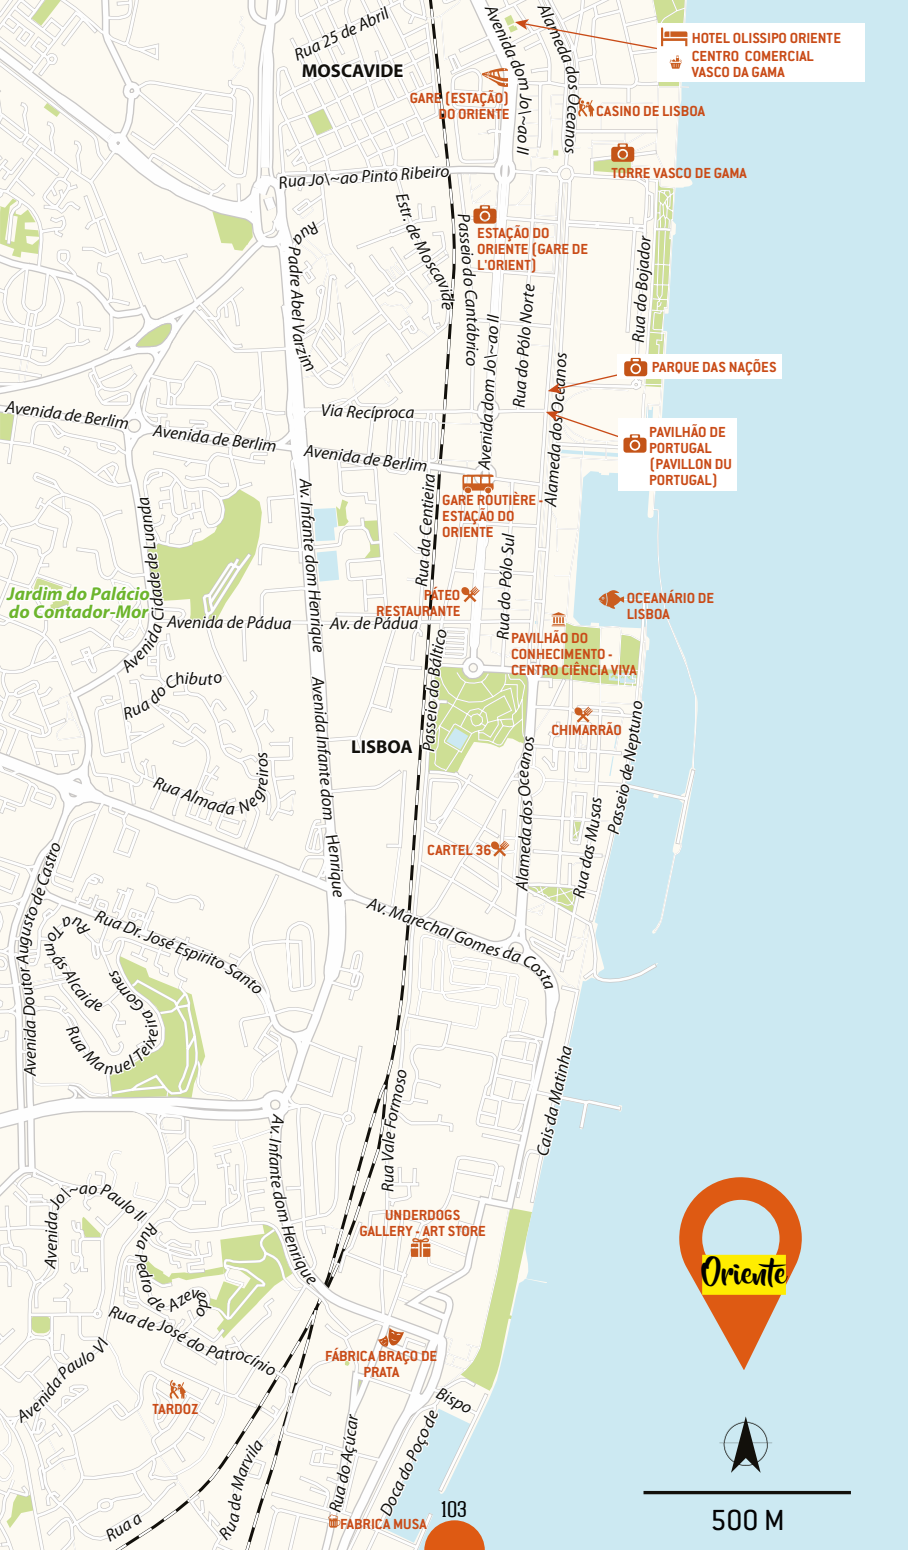 Rua 25 de Abril
MOSCAVIDE
Avenida dom Jo\~ao II
Alameda dos Oceanos
HOTEL OLISSIPO ORIENTE
CENTRO COMERCIAL
VASCO DA GAMA
GARE (ESTAÇÃO)
DO ORIENTE
CASINO DE LISBOA
TORRE VASCO DE GAMA
Rua Jo\~ao Pinto Ribeiro
Estr. de Moscavide
Rua Padre Abel Varzim
Passeio do Cantábrico
ESTAÇÃO DO
ORIENTE (GARE DE
L'ORIENT)
Rua do Bojador
Rua do Pólo Norte
Avenida dom Jo\~ao II
Alameda dos Oceanos
PARQUE DAS NAÇÕES
PAVILHÃO DE
PORTUGAL
(PAVILLON DU
PORTUGAL)
Via Recíproca
Avenida de Berlim
Avenida de Berlim
Avenida de Berlim
GARE ROUTIÈRE -
ESTAÇÃO DO
ORIENTE
Rua da Centieira
Av. Infante dom Henrique
Avenida Cidade de Luanda
Jardim do Palácio
do Contador-Mor
Rua do Pólo Sul
PÁTEO
RESTAURANTE
OCEANÁRIO DE
LISBOA
Avenida de Pádua
Av. de Pádua
PAVILHÃO DO
CONHECIMENTO -
CENTRO CIÊNCIA VIVA
Passeio do Báltico
Rua do Chibuto
Avenida Infante dom Henrique
LISBOA
CHIMARRÃO
Passeio de Neptuno
Rua Almada Negreiros
Alameda dos Oceanos
Rua das Musas
CARTEL 36
Avenida Doutor Augusto de Castro
Av. Marechal Gomes da Costa
Rua Dr. José Espirito Santo
Rua Tomás Alcaide
Rua Manuel Teixeira Gomes
Cais da Matinha
Rua Vale Formoso
Av. Infante dom Henrique
Avenida Jo\~ao Paulo II
UNDERDOGS
GALLERY - ART STORE
Rua Pedro de Azevedo
Oriente
Rua de José do Patrocínio
Avenida Paulo VI
FÁBRICA BRAÇO DE
PRATA
TARDOZ
Bispo
Doca do Poço de
Rua do Açúcar
Rua de Marvila
Rua a
FABRICA MUSA
103
500 M